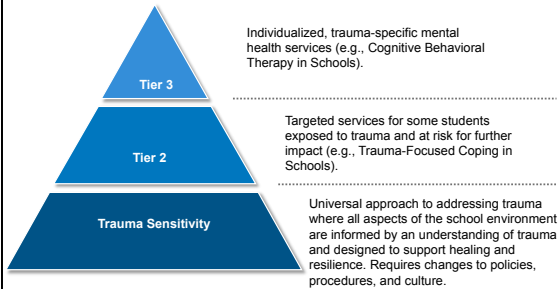 Individualized, trauma-specific mental
health services (e.g., Cognitive Behavioral
Therapy in Schools).
Tier 3
Targeted services for some students
exposed to trauma and at risk for further
impact (e.g., Trauma-Focused Coping in
Schools).
Tier 2
Universal approach to addressing trauma
where all aspects of the school environment
are informed by an understanding of trauma
and designed to support healing and
resilience. Requires changes to policies,
procedures, and culture.
Trauma Sensitivity